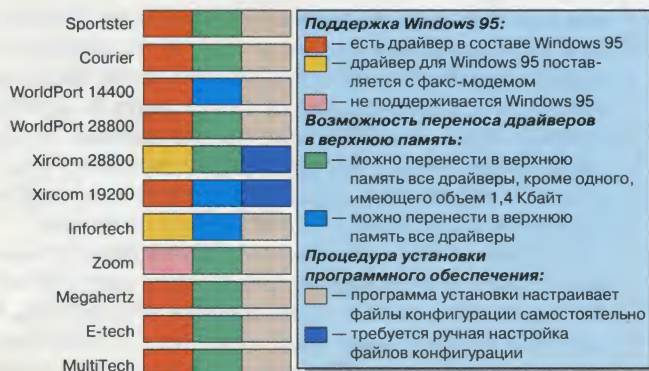 Sportster
Courier
WorldPort 14400
WorldPort 28800
Xircom 28800
Xircom 19200
Infortech
Zoom
Megahertz
E-tech
MultiTech
Поддержка Windows 95:
— есть драйвер в составе Windows 95
— драйвер для Windows 95 постав-
ляется с факс-модемом
— не поддерживается Windows 95
Возможность переноса драйверов
в верхнюю память:
— можно перенести в верхнюю
память все драйверы, кроме одного,
имеющего объем 1,4 Кбайт
— можно перенести в верхнюю
память все драйверы
Процедура установки
программного обеспечения:
— программа установки настраивает
файлы конфигурации самостоятельно
— требуется ручная настройка
файлов конфигурации